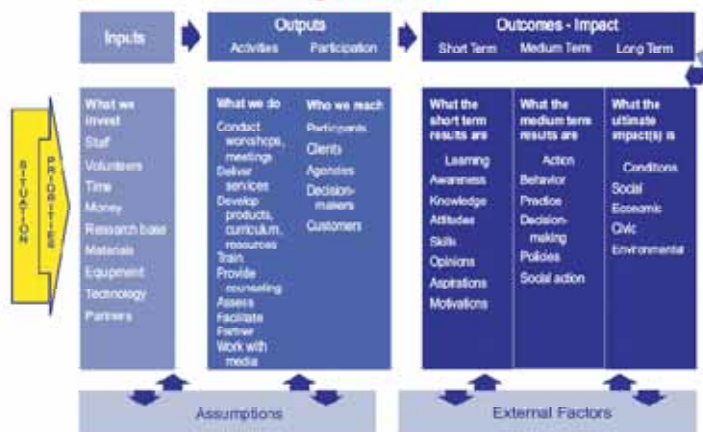 Inputs
Outputs
Activities Participation
Outcomes - Impact
Short Term Medium Term Long Term
SITUATION
PRIORITIES
What we
invest
Staff
Volunteers
Time
Money
Research base
Materials
Equipment
Technology
Partners
What we do
Conduct
workshops,
meetings
Deliver
services
Develop
products,
curriculum,
resources
Train
Provide
counseling
Assess
Facilitate
Partner
Work with
media
Who we reach
Participants
Clients
Agencies
Decision-
makers
Customers
What the
short term
results are
Learning
Awareness
Knowledge
Attitudes
Skills
Opinions
Aspirations
Motivations
What the
medium term
results are
Action
Behavior
Practice
Decision-
making
Policies
Social action
What the
ultimate
impact(s) is
Conditions
Social
Economic
Civic
Environmental
Assumptions
External Factors